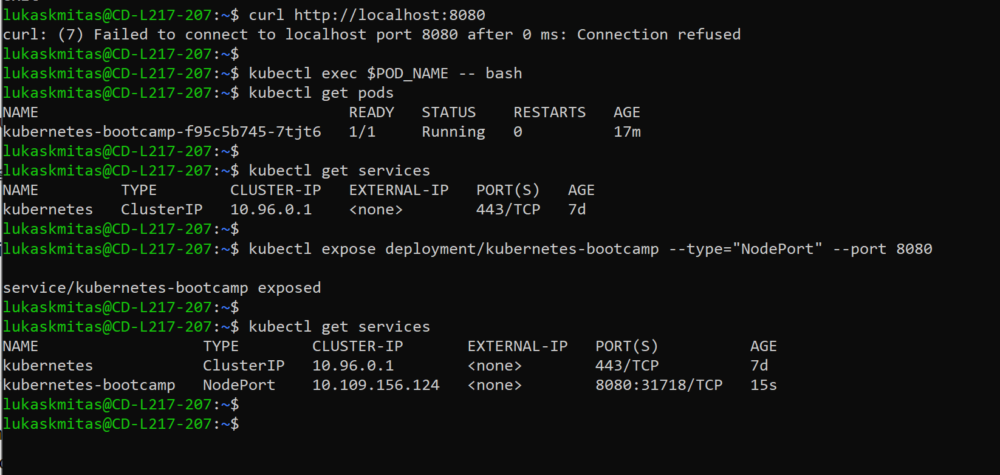 lukaskmitas@CD-L217-207:~$ curl http://localhost:8080
curl: (7) Failed to connect to localhost port 8080 after 0 ms: Connection refused
lukaskmitas@CD-L217-207:~$
lukaskmitas@CD-L217-207:~$ kubectl exec $POD_NAME -- bash
lukaskmitas@CD-L217-207:~$ kubectl get pods
NAME                                  READY   STATUS    RESTARTS   AGE
kubernetes-bootcamp-f95c5b745-7tjt6   1/1     Running   0          17m
lukaskmitas@CD-L217-207:~$
lukaskmitas@CD-L217-207:~$ kubectl get services
NAME         TYPE        CLUSTER-IP   EXTERNAL-IP   PORT(S)   AGE
kubernetes   ClusterIP   10.96.0.1    <none>        443/TCP   7d
lukaskmitas@CD-L217-207:~$
lukaskmitas@CD-L217-207:~$ kubectl expose deployment/kubernetes-bootcamp --type="NodePort" --port 8080
service/kubernetes-bootcamp exposed
lukaskmitas@CD-L217-207:~$
lukaskmitas@CD-L217-207:~$ kubectl get services
NAME                  TYPE        CLUSTER-IP       EXTERNAL-IP   PORT(S)          AGE
kubernetes            ClusterIP   10.96.0.1        <none>        443/TCP          7d
kubernetes-bootcamp   NodePort    10.109.156.124   <none>        8080:31718/TCP   15s
lukaskmitas@CD-L217-207:~$
lukaskmitas@CD-L217-207:~$